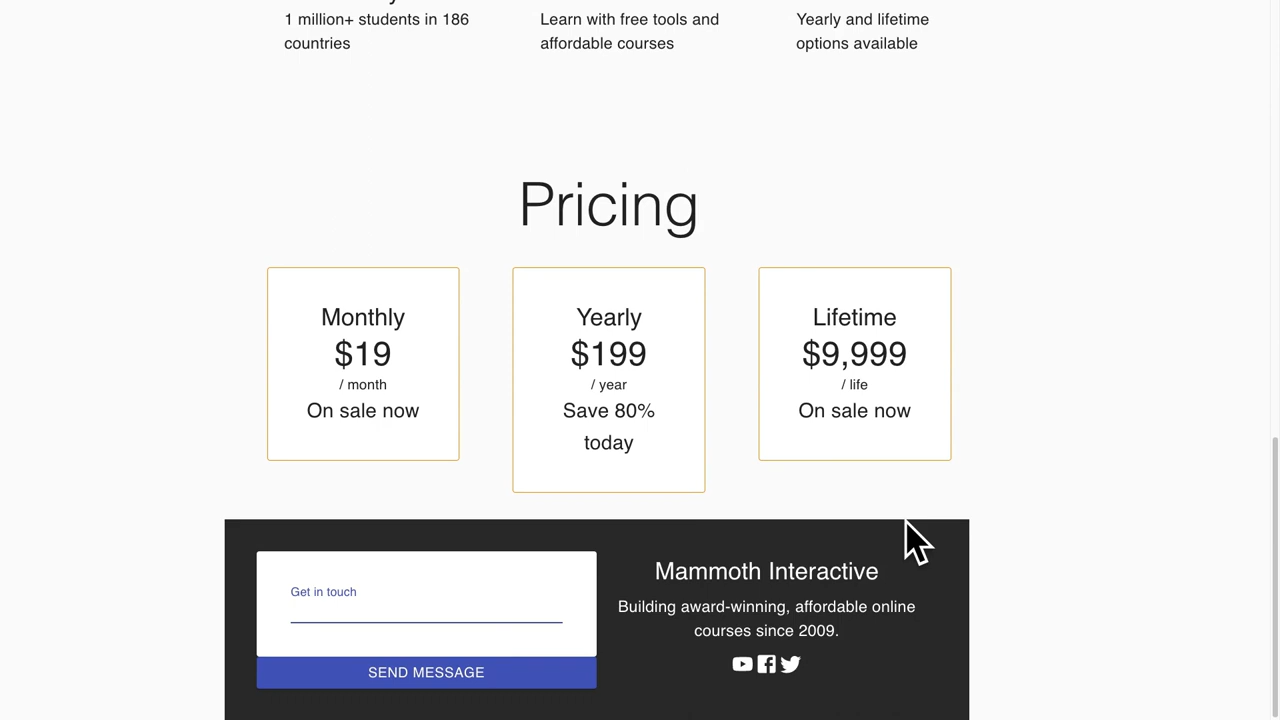 1 million+ students in 186
countries
Learn with free tools and
affordable courses
Yearly and lifetime
options available
Pricing
Monthly
$19
/ month
On sale now
Yearly
$199
/ year
Save 80%
today
Lifetime
$9,999
/ life
On sale now
Get in touch
SEND MESSAGE
Mammoth Interactive
Building award-winning, affordable online
courses since 2009.